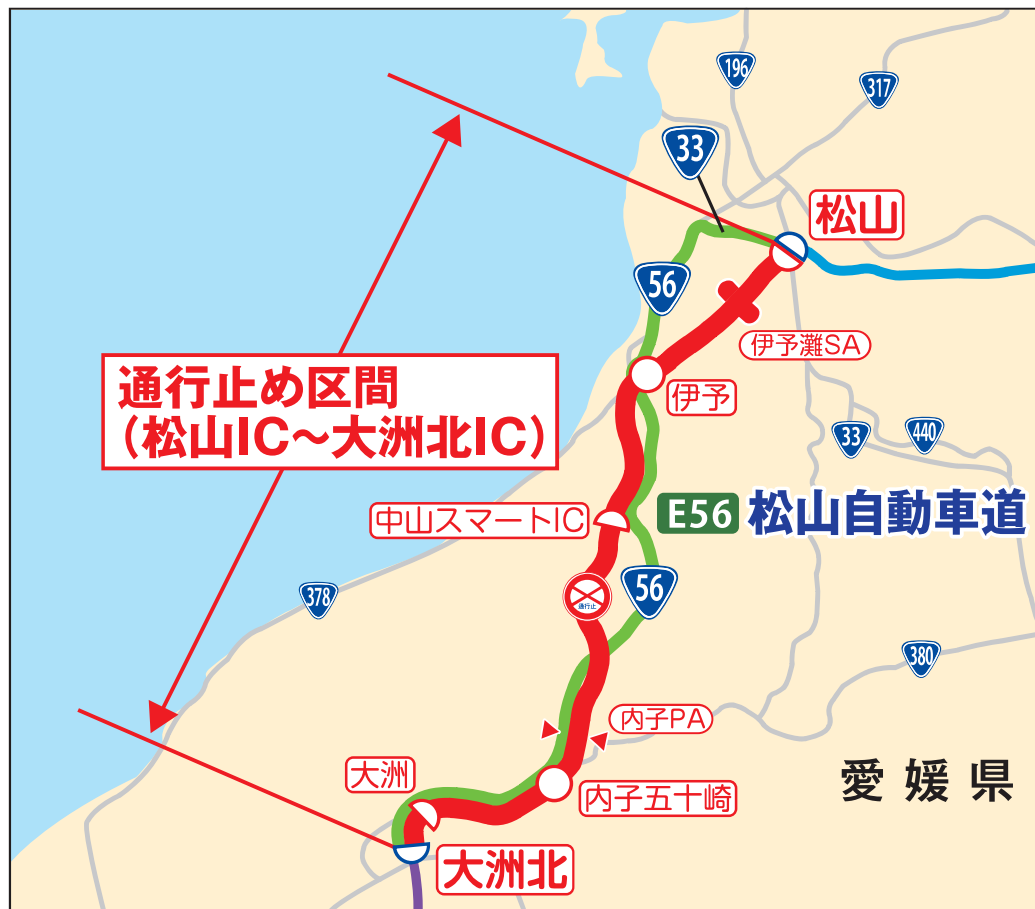 196
317
33
松山
56
伊予灘SA
伊予
通行止め区間
（松山IC～大洲北IC）
33
440
E56 松山自動車道
中山スマートIC
通行止
56
378
380
内子PA
大洲
内子五十崎
愛媛県
大洲北